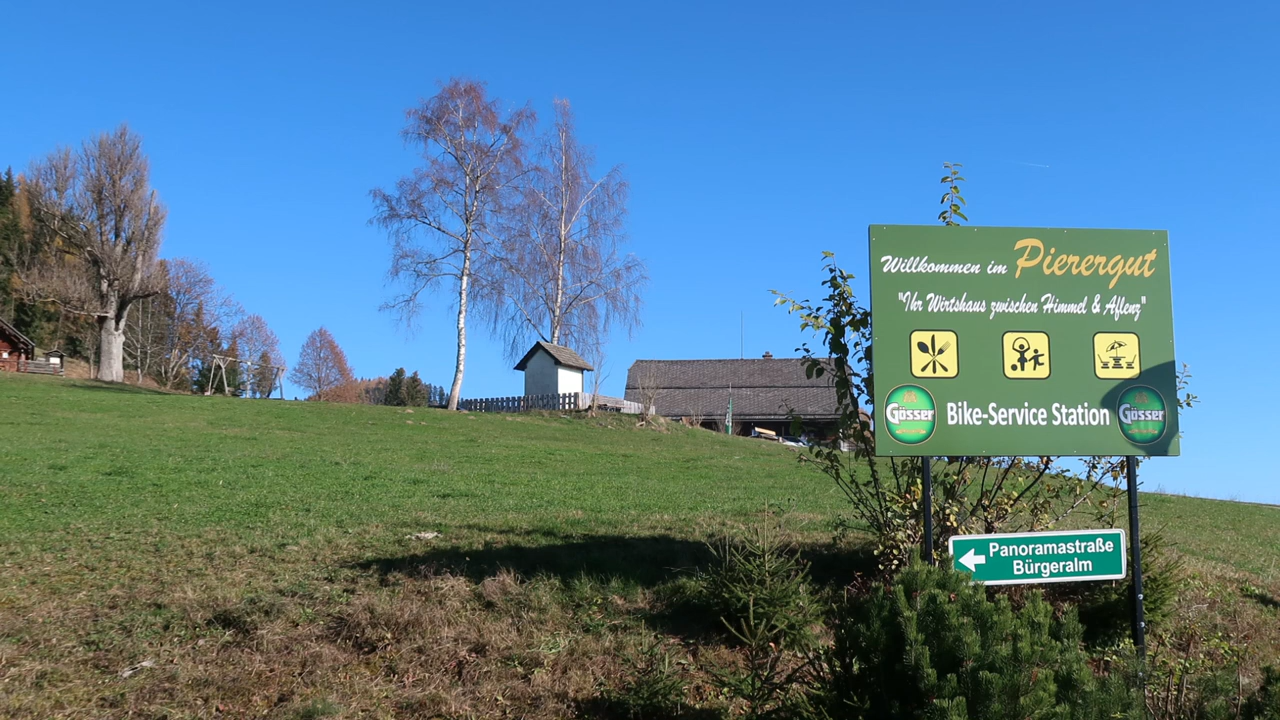 Willkommen im Pierergut
"Ihr Wirtshaus zwischen Himmel & Aflenz"
Gösser Bike-Service Station Gösser
Panoramastraße
Bürgeralm